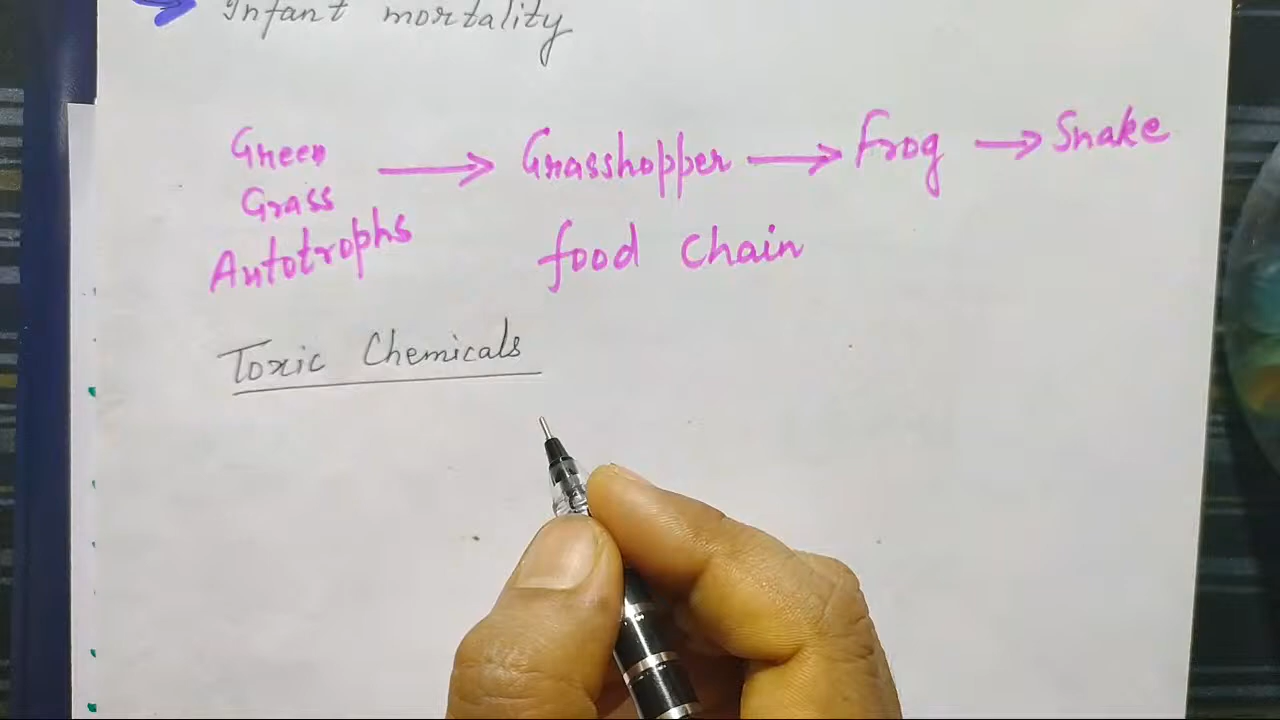 Infant mortality
Green
Grass
Autotrophs
→ Grasshopper → Frog → Snake
food chain
Toxic Chemicals